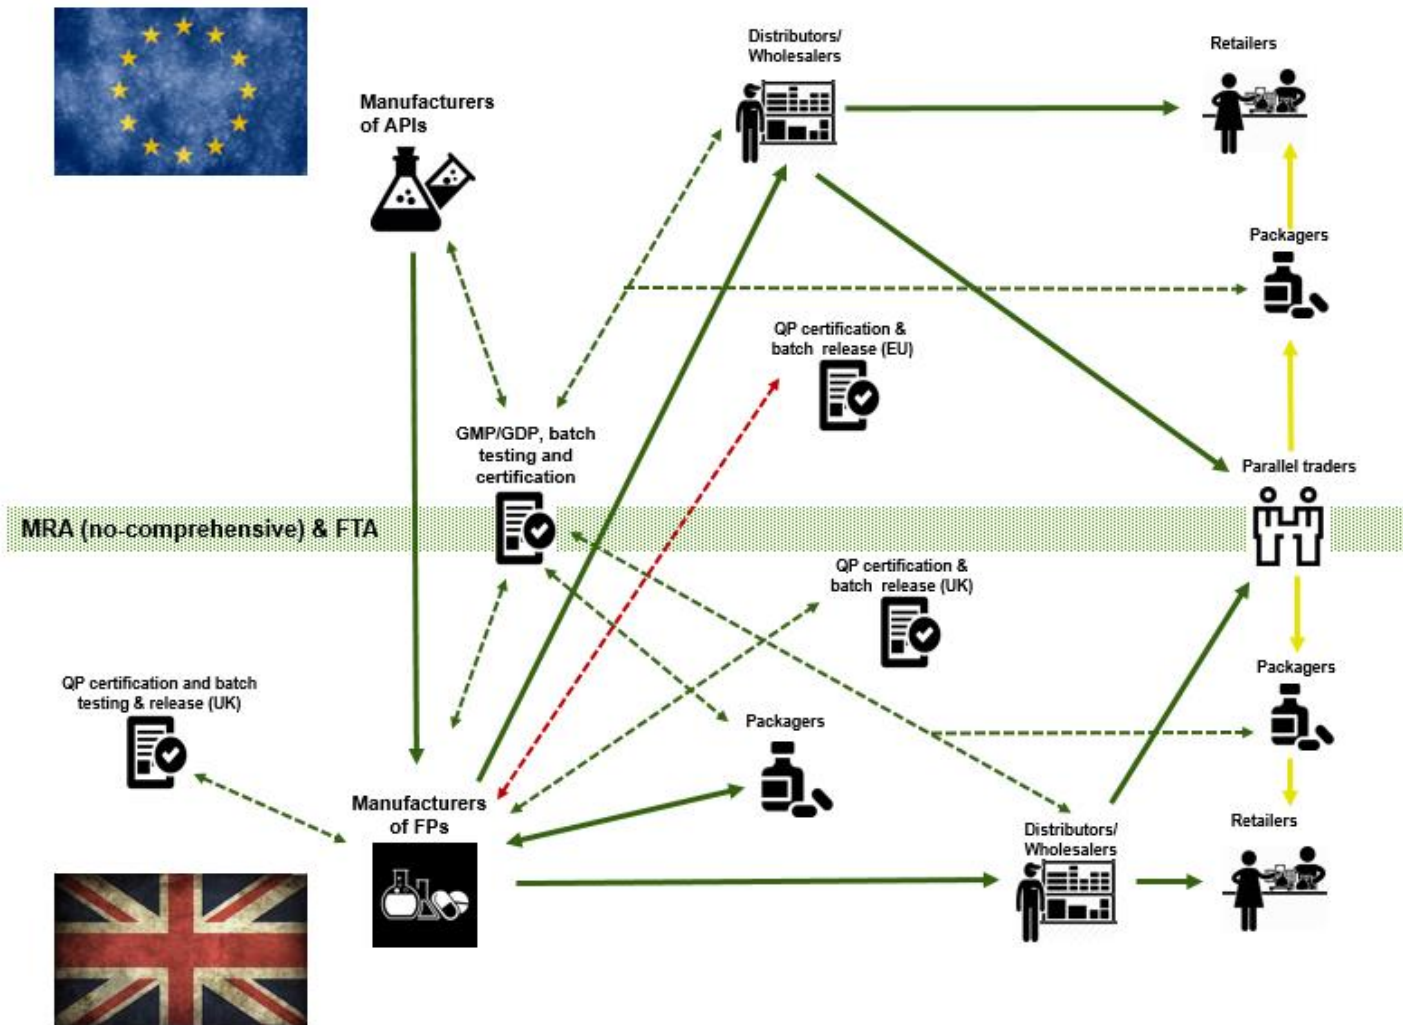 Distributors/
Wholesalers
Retailers
Manufacturers
of APIs
Packagers
QP certification &
batch release (EU)
GMP/GDP, batch
testing and
certification
Parallel traders
MRA (no-comprehensive) & FTA
QP certification &
batch release (UK)
Packagers
QP certification and batch
testing & release (UK)
Packagers
Manufacturers
of FPs
Distributors/
Wholesalers
Retailers